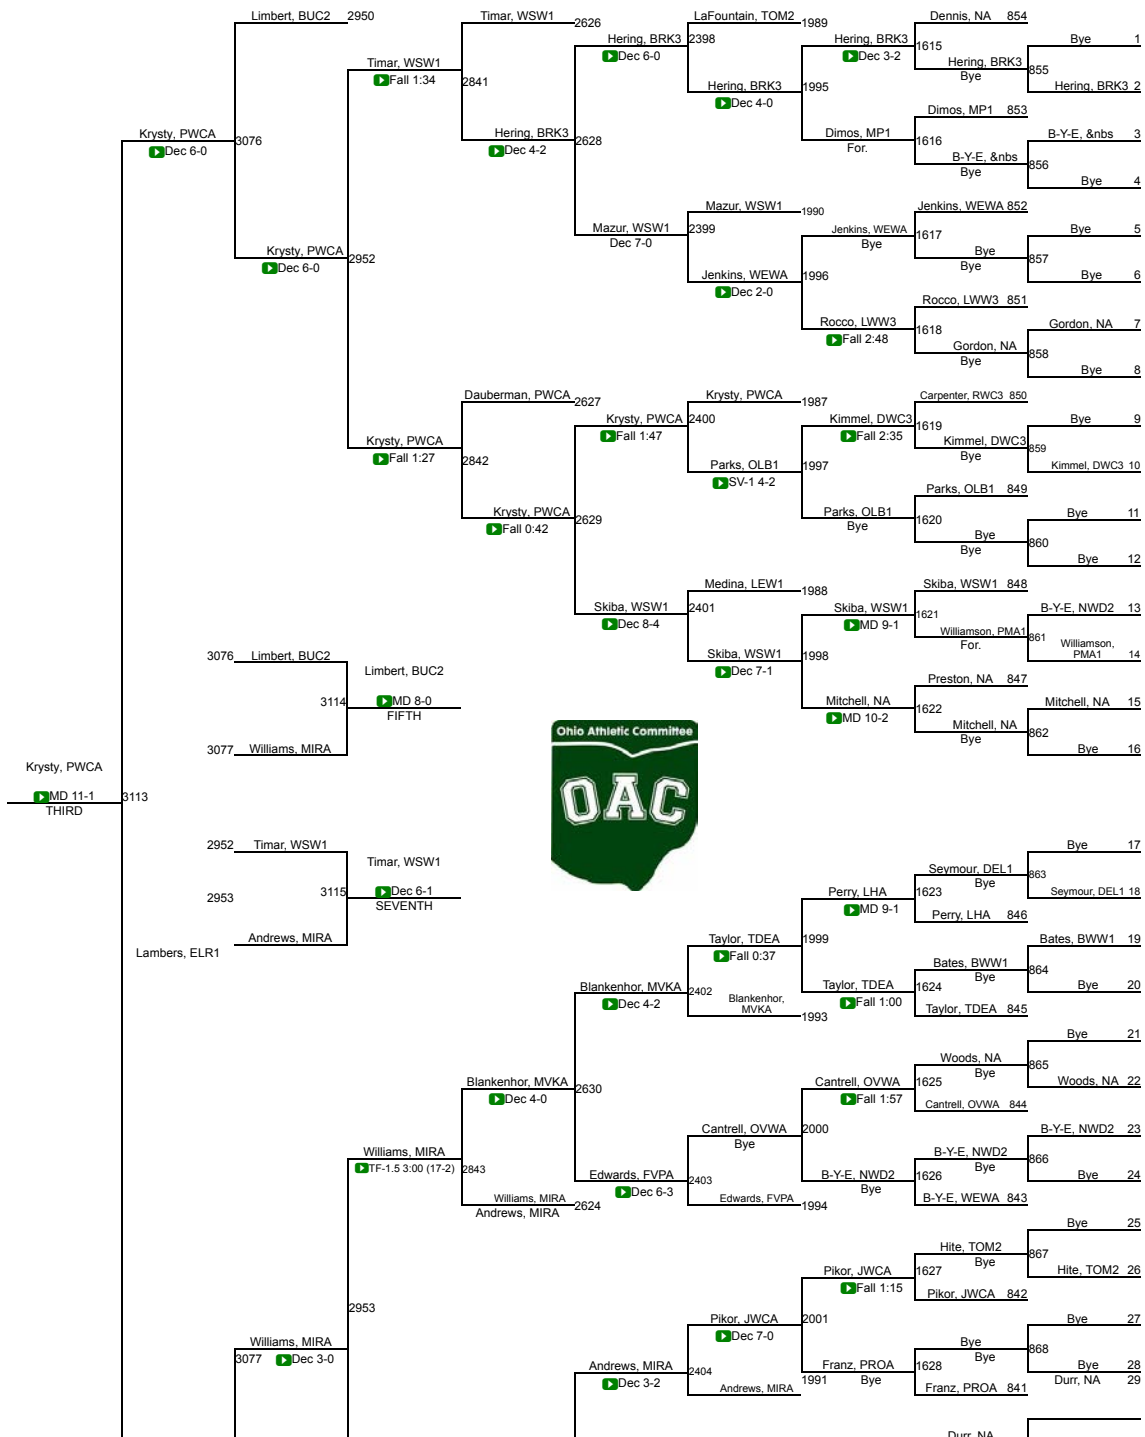 Limbert, BUC2 2950
Timar, WSW1
2626
LaFountain, TOM2
1989
Dennis, NA 854
Hering, BRK3
2398
Dec 6-0
Hering, BRK3
Dec 3-2
1615
Bye 1
Hering, BRK3
Bye
855
Hering, BRK3 2
Timar, WSW1
Fall 1:34
2841
Hering, BRK3
Dec 4-0
1995
Dimos, MP1 853
Krysty, PWCA
Dec 6-0
3076
Hering, BRK3
Dec 4-2
2628
Dimos, MP1
For.
1616
B-Y-E, &nbs 3
B-Y-E, &nbs
Bye
856
Bye 4
Mazur, WSW1
1990
Jenkins, WEWA 852
Mazur, WSW1
Dec 7-0
2399
Jenkins, WEWA
Bye
1617
Bye 5
Bye
Bye
857
Bye 6
Krysty, PWCA
Dec 6-0
2952
Jenkins, WEWA
Dec 2-0
1996
Rocco, LWW3 851
Rocco, LWW3
Fall 2:48
1618
Gordon, NA 7
Gordon, NA
Bye
858
Bye 8
Dauberman, PWCA
2627
Krysty, PWCA
1987
Carpenter, RWC3 850
Krysty, PWCA
Fall 1:47
2400
Kimmel, DWC3
Fall 2:35
1619
Bye 9
Kimmel, DWC3
Bye
859
Kimmel, DWC3 10
Krysty, PWCA
Fall 1:27
2842
Parks, OLB1
SV-1 4-2
1997
Parks, OLB1 849
Krysty, PWCA
Fall 0:42
2629
Parks, OLB1
Bye
1620
Bye 11
Bye
Bye
860
Bye 12
Medina, LEW1
1988
Skiba, WSW1 848
Skiba, WSW1
Dec 8-4
2401
Skiba, WSW1
MD 9-1
1621
B-Y-E, NWD2 13
Williamson, PMA1
For.
861
Williamson,
PMA1 14
3076 Limbert, BUC2
Limbert, BUC2
Skiba, WSW1
Dec 7-1
1998
Preston, NA 847
3114
MD 8-0
FIFTH
Mitchell, NA
MD 10-2
1622
Mitchell, NA 15
Mitchell, NA
Bye
862
Bye 16
3077 Williams, MIRA
Ohio Athletic Committee
OAC
Krysty, PWCA
MD 11-1
THIRD
3113
2952 Timar, WSW1
Timar, WSW1
Bye 17
Seymour, DEL1
Bye
863
Seymour, DEL1 18
2953
3115
Dec 6-1
SEVENTH
Perry, LHA
MD 9-1
1623
Perry, LHA 846
Lambers, ELR1
Andrews, MIRA
Taylor, TDEA
Fall 0:37
1999
Bates, BWW1 19
Bates, BWW1
Bye
864
Bye 20
Blankenhor, MVKA
Dec 4-2
2402
Blankenhor,
MVKA
1993
Taylor, TDEA
Fall 1:00
1624
Taylor, TDEA 845
Bye 21
Woods, NA
Bye
865
Woods, NA 22
Blankenhor, MVKA
Dec 4-0
2630
Cantrell, OVWA
Fall 1:57
1625
Cantrell, OVWA 844
Cantrell, OVWA
Bye
2000
B-Y-E, NWD2 23
B-Y-E, NWD2
Bye
866
Bye 24
Williams, MIRA
TF-1.5 3:00 (17-2)
2843
Edwards, FVPA
Dec 6-3
2403
B-Y-E, NWD2
Bye
1626
B-Y-E, WEWA 843
Williams, MIRA
Andrews, MIRA
2624
Edwards, FVPA
1994
Bye 25
Hite, TOM2
Bye
867
Hite, TOM2 26
Pikor, JWCA
Fall 1:15
1627
Pikor, JWCA 842
2953
Pikor, JWCA
Dec 7-0
2001
Bye 27
Williams, MIRA
3077
Dec 3-0
Bye
Bye
868
Bye 28
Andrews, MIRA
Dec 3-2
2404
Franz, PROA
Bye
1628
Durr, NA 29
Andrews, MIRA
1991
Franz, PROA 841
Durr, NA